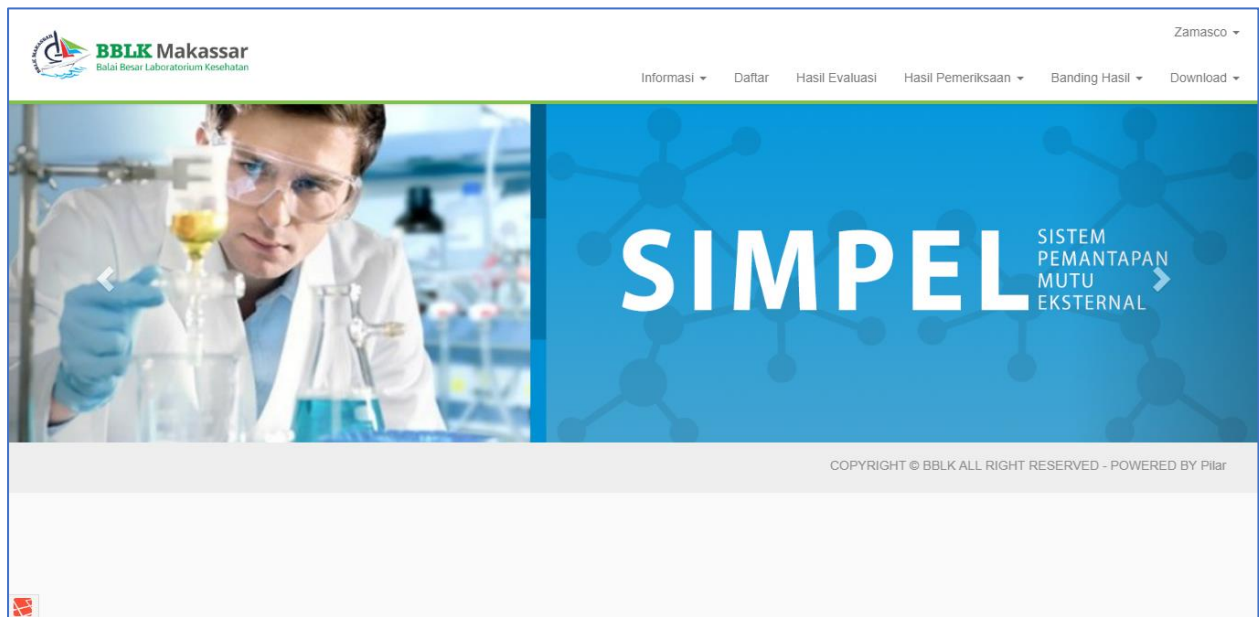 Zamasco
BBLK Makassar
Balai Besar Laboratorium Kesehatan
Informasi Daftar Hasil Evaluasi Hasil Pemeriksaan Banding Hasil Download
SIMPEL
SISTEM
PEMANTAPAN
MUTU
EKSTERNAL
COPYRIGHT © BBLK ALL RIGHT RESERVED - POWERED BY Pilar